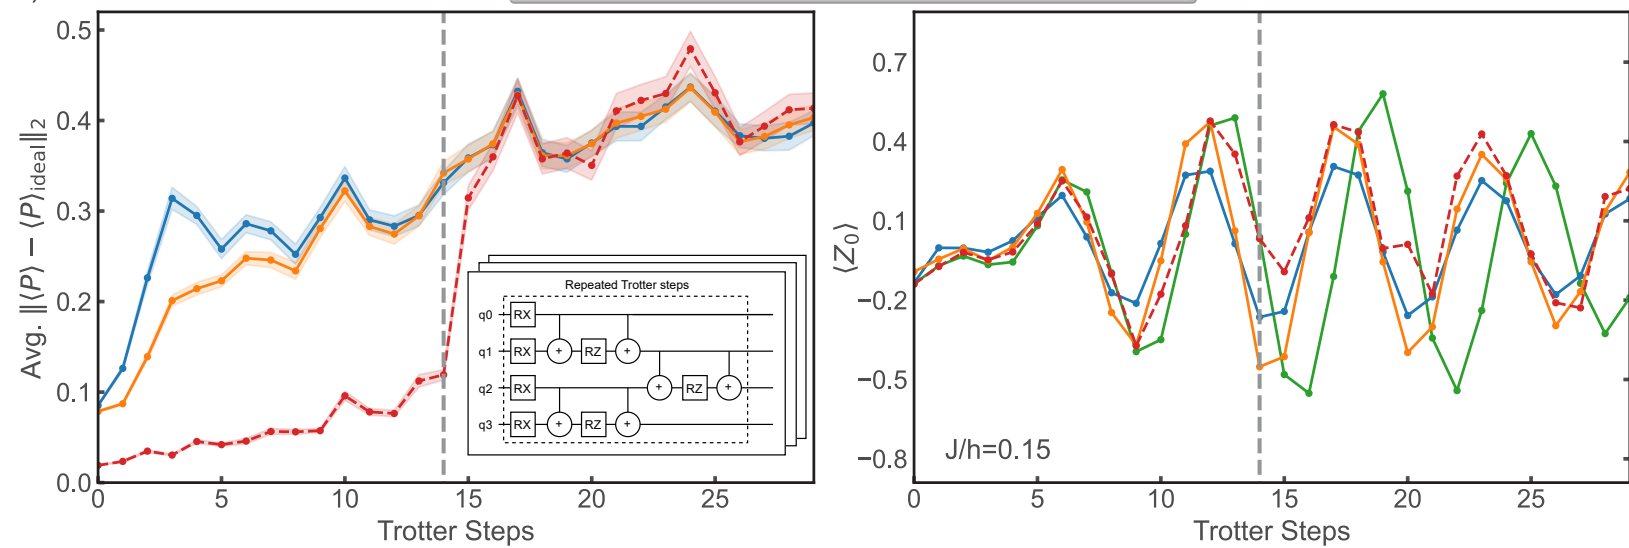 Avg. ∥⟨P⟩ − ⟨P⟩ideal∥2
0.5
0.4
0.3
0.2
0.1
0.0
0
5
10
15
20
25
Trotter Steps
Repeated Trotter steps
q0 RX
q1 RX + RZ +
q2 RX + RZ +
q3 RX + RZ +
⟨Z0⟩
0.7
0.4
0.1
−0.2
−0.5
−0.8
J/h=0.15
0
5
10
15
20
25
Trotter Steps